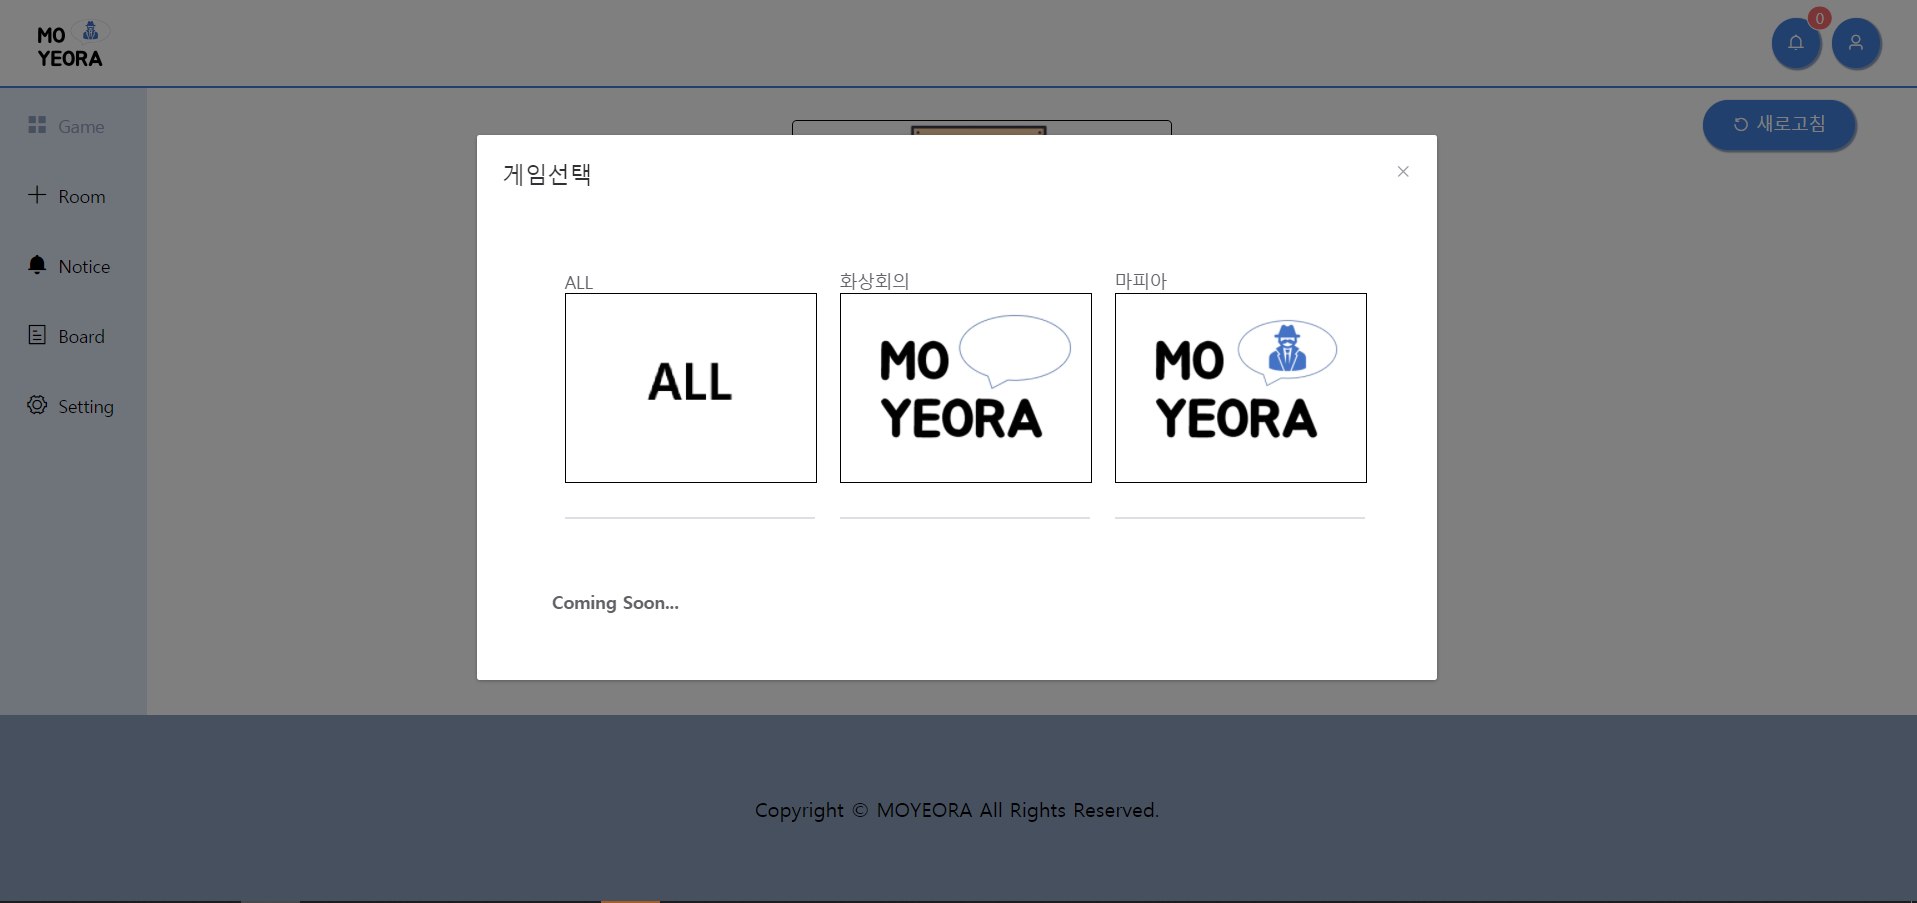 MO
YEORA
0
Game
Room
Notice
Board
Setting
새로고침
게임선택
ALL
ALL
화상회의
MO
YEORA
마피아
MO
YEORA
Coming Soon...
Copyright © MOYEORA All Rights Reserved.